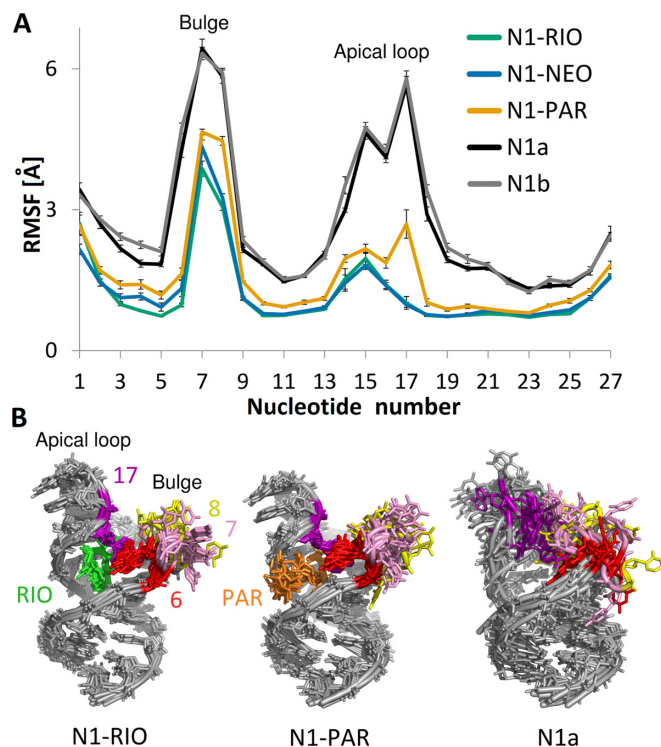 A
Bulge
Apical loop
N1-RIO
N1-NEO
N1-PAR
N1a
N1b
RMSF [Å]
6
3
0
1 3 5 7 9 11 13 15 17 19 21 23 25 27
Nucleotide number
B
Apical loop
17
Bulge
8
7
RIO
6
PAR
N1-RIO N1-PAR N1a